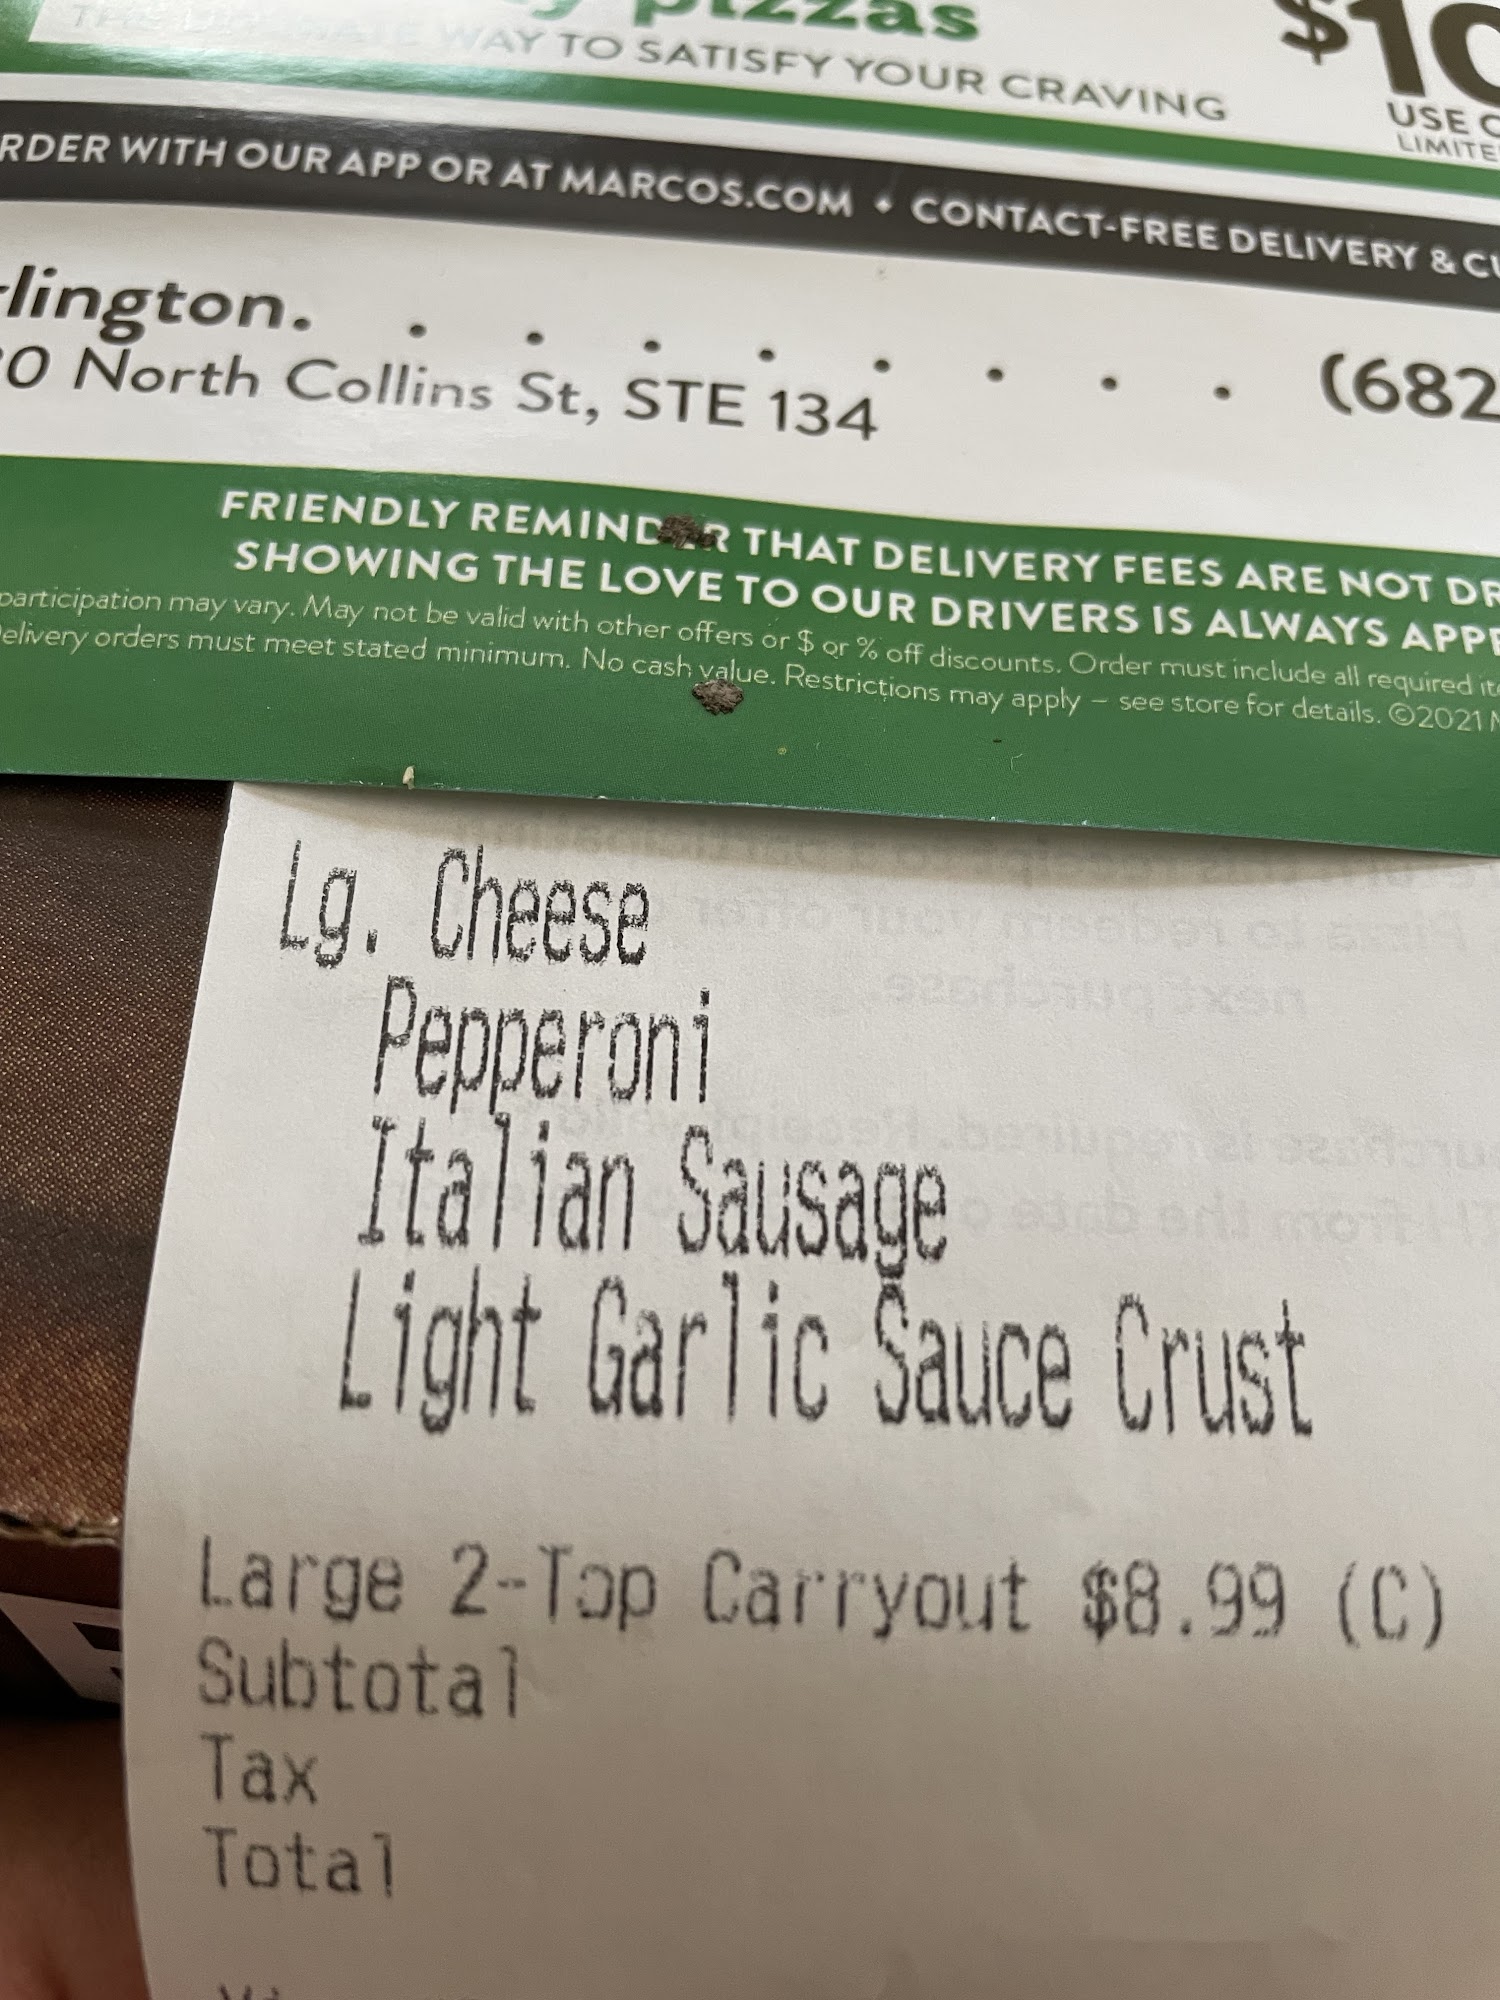 pizzas
WAY TO SATISFY YOUR CRAVING
$10
USE
WITH OUR APP OR AT MARCOS.COM • CONTACT-FREE DELIVERY &
North Collins St, STE 134
(682
FRIENDLY REMINDER THAT DELIVERY FEES ARE NOT
SHOWING THE LOVE TO OUR DRIVERS IS ALWAYS
participation may vary. May not be valid with other offers or $ or % off discounts. Order must include all required
elivery orders must meet stated minimum. No cash value. Restrictions may apply – see store for details. ©2021
Lg. Cheese
Pepperoni
Italian Sausage
Light Garlic Sauce Crust
Large 2-Top Carryout $8.99 (C)
Subtotal
Tax
Total